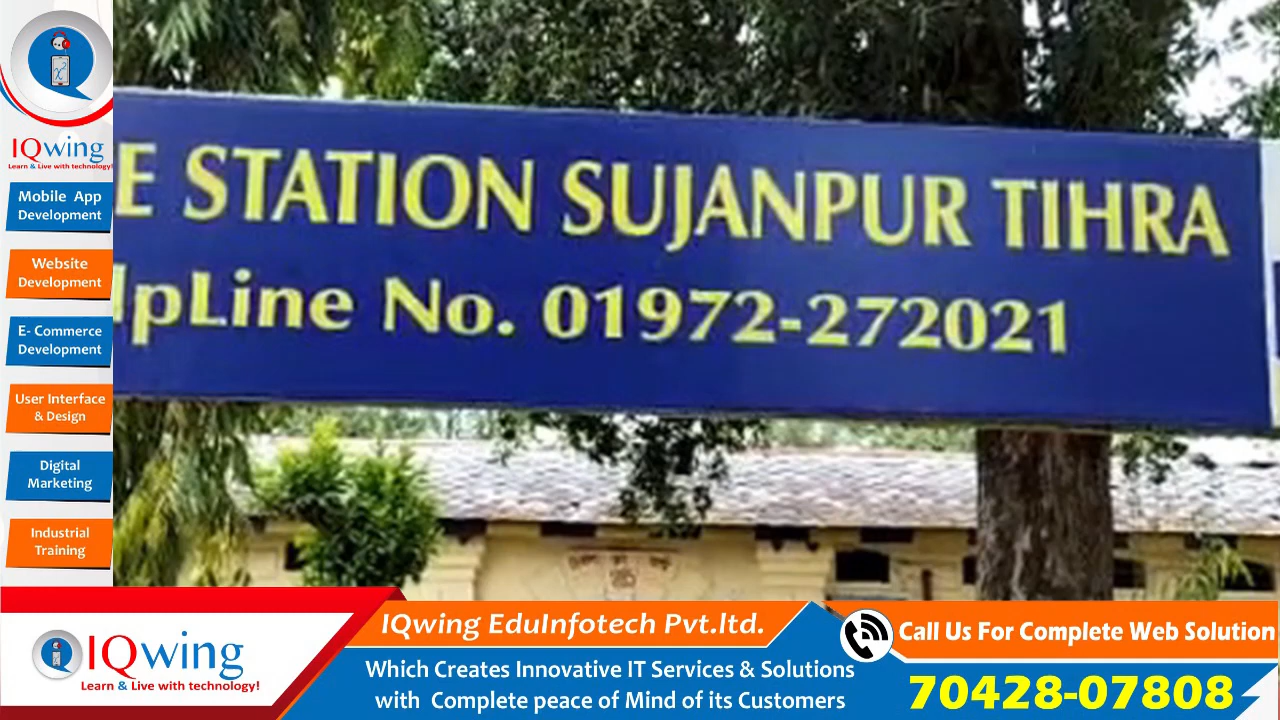 IQwing
Learn & Live with technology!
Mobile App
Development
Website
Development
E- Commerce
Development
User Interface
& Design
Digital
Marketing
Industrial
Training
E STATION SUJANPUR TIHRA
lpLine No. 01972-272021
IQwing
Learn & Live with technology!
IQwing EduInfotech Pvt.ltd.
Which Creates Innovative IT Services & Solutions
with Complete peace of Mind of its Customers
Call Us For Complete Web Solution
70428-07808